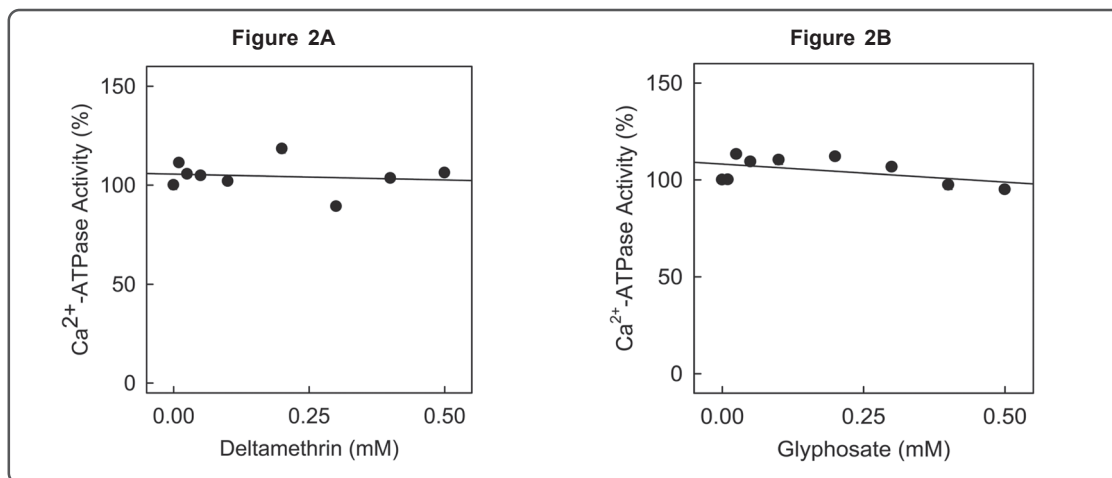 Figure 2A
Ca²⁺-ATPase Activity (%)
150
100
50
0
0.00 0.25 0.50
Deltamethrin (mM)
Figure 2B
Ca²⁺-ATPase Activity (%)
150
100
50
0
0.00 0.25 0.50
Glyphosate (mM)